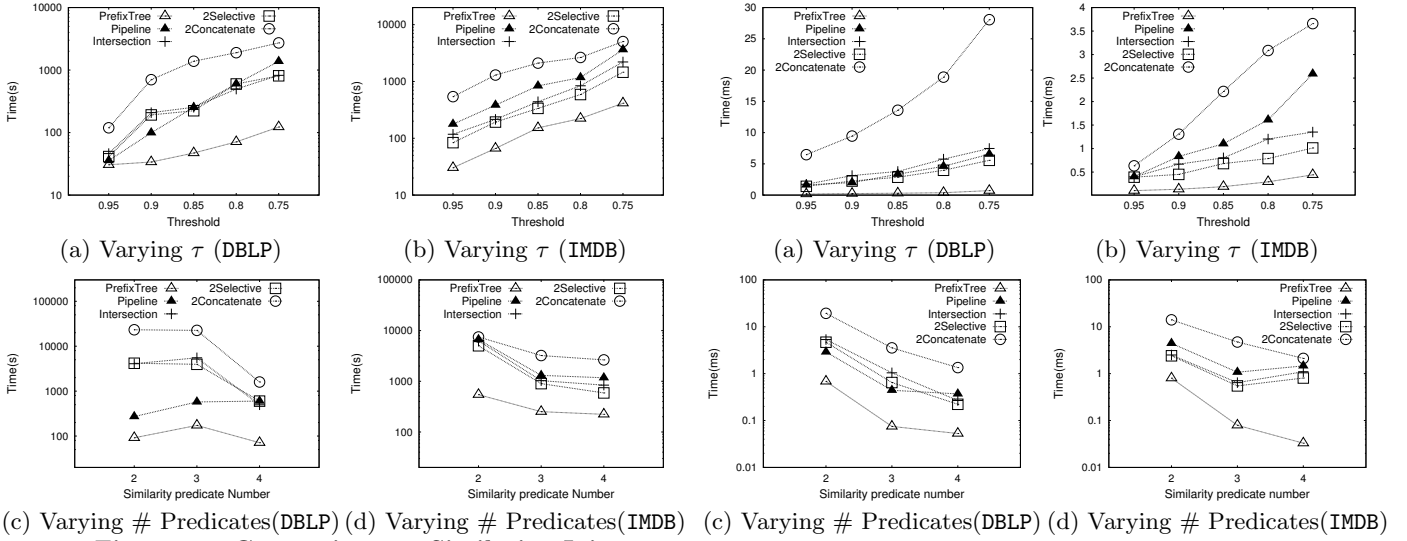 PrefixTree
Pipeline
Intersection
2Selective
2Concatenate
10000
1000
100
10
Time(s)
0.95 0.9 0.85 0.8 0.75
Threshold
(a) Varying τ (DBLP)
PrefixTree
Pipeline
Intersection
2Selective
2Concatenate
10000
1000
100
10
Time(s)
0.95 0.9 0.85 0.8 0.75
Threshold
(b) Varying τ (IMDB)
PrefixTree
Pipeline
Intersection
2Selective
2Concatenate
30
25
20
15
10
5
0
Time(ms)
0.95 0.9 0.85 0.8 0.75
Threshold
(a) Varying τ (DBLP)
PrefixTree
Pipeline
Intersection
2Selective
2Concatenate
4
3.5
3
2.5
2
1.5
1
0.5
Time(ms)
0.95 0.9 0.85 0.8 0.75
Threshold
(b) Varying τ (IMDB)
PrefixTree
Pipeline
Intersection
2Selective
2Concatenate
100000
10000
1000
100
Time(s)
2 3 4
Similarity predicate Number
(c) Varying # Predicates(DBLP)
PrefixTree
Pipeline
Intersection
2Selective
2Concatenate
100000
10000
1000
100
Time(s)
2 3 4
Similarity predicate Number
(d) Varying # Predicates(IMDB)
PrefixTree
Pipeline
Intersection
2Selective
2Concatenate
100
10
1
0.1
0.01
Time(ms)
2 3 4
Similarity predicate Number
(c) Varying # Predicates(DBLP)
PrefixTree
Pipeline
Intersection
2Selective
2Concatenate
100
10
1
0.1
0.01
Time(ms)
2 3 4
Similarity predicate Number
(d) Varying # Predicates(IMDB)